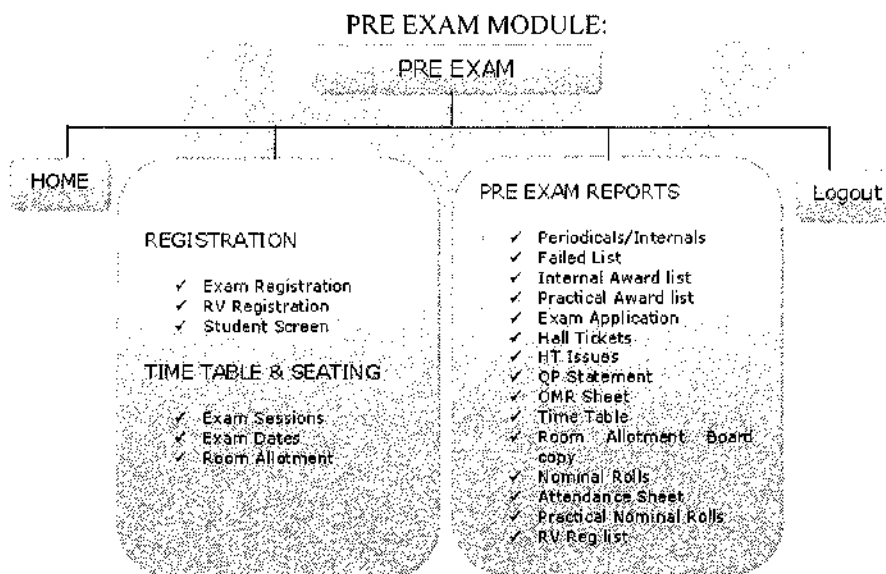 PRE EXAM MODULE:
PRE EXAM
HOME
REGISTRATION
✓ Exam Registration
✓ RV Registration
✓ Student Screen
TIME TABLE & SEATING
✓ Exam Sessions
✓ Exam Dates
✓ Room Allotment
PRE EXAM REPORTS
✓ Periodicals/Internals
✓ Failed List
✓ Internal Award list
✓ Practical Award list
✓ Exam Application
✓ Hall Tickets
✓ HT Issues
✓ QP Statement
✓ OMR Sheet
✓ Time Table
✓ Room Allotment Board
copy
✓ Nominal Rolls
✓ Attendance Sheet
✓ Practical Nominal Rolls
✓ RV Reg list
Logout